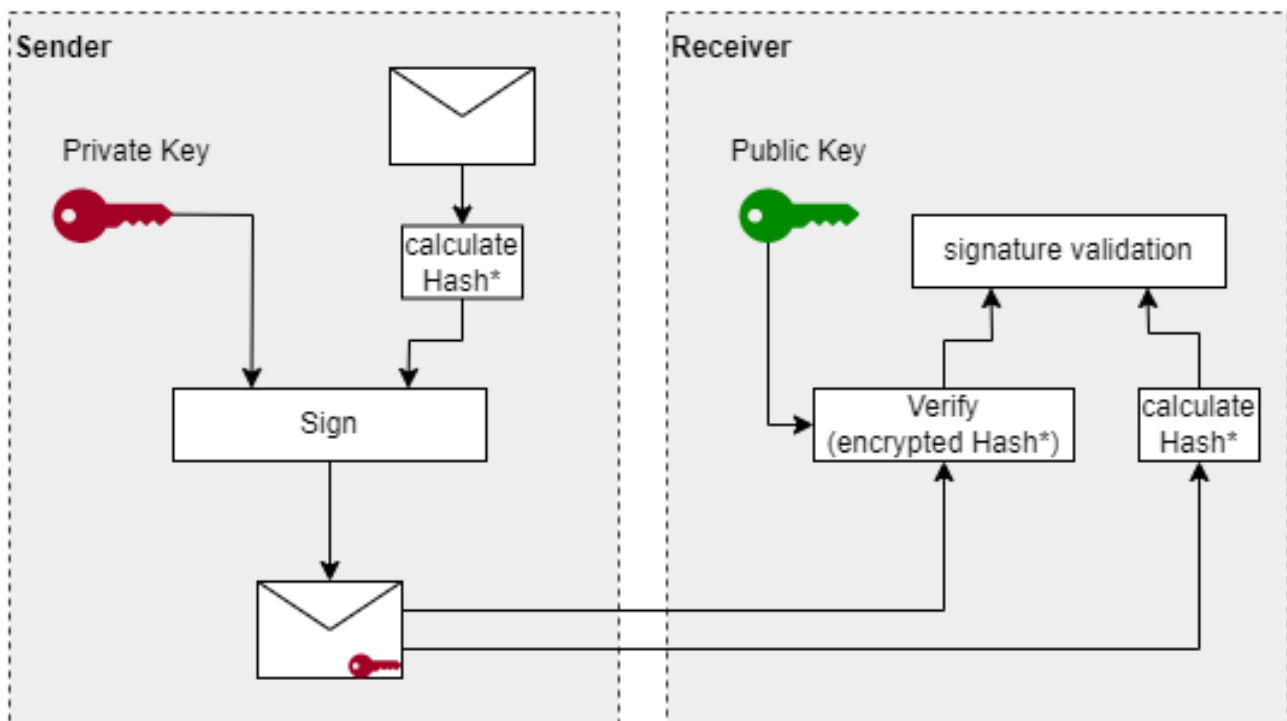 Sender
Private Key
calculate
Hash*
Sign
Receiver
Public Key
signature validation
Verify
(encrypted Hash*)
calculate
Hash*